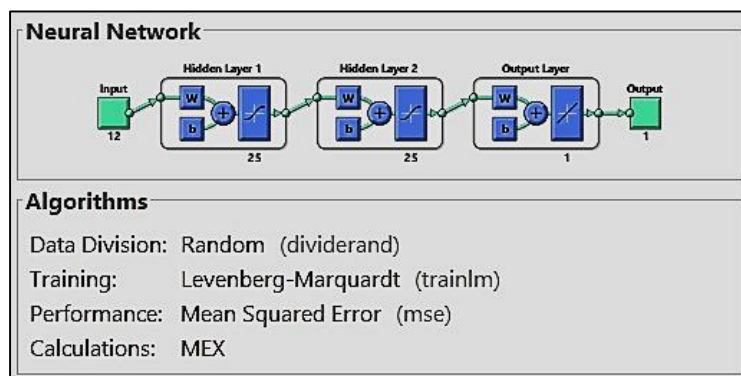 Neural Network
Hidden Layer 1 Hidden Layer 2 Output Layer
Input Output
W W W
+ + +
b b b
12 25 25 1 1
Algorithms
Data Division: Random (dividerand)
Training: Levenberg-Marquardt (trainlm)
Performance: Mean Squared Error (mse)
Calculations: MEX